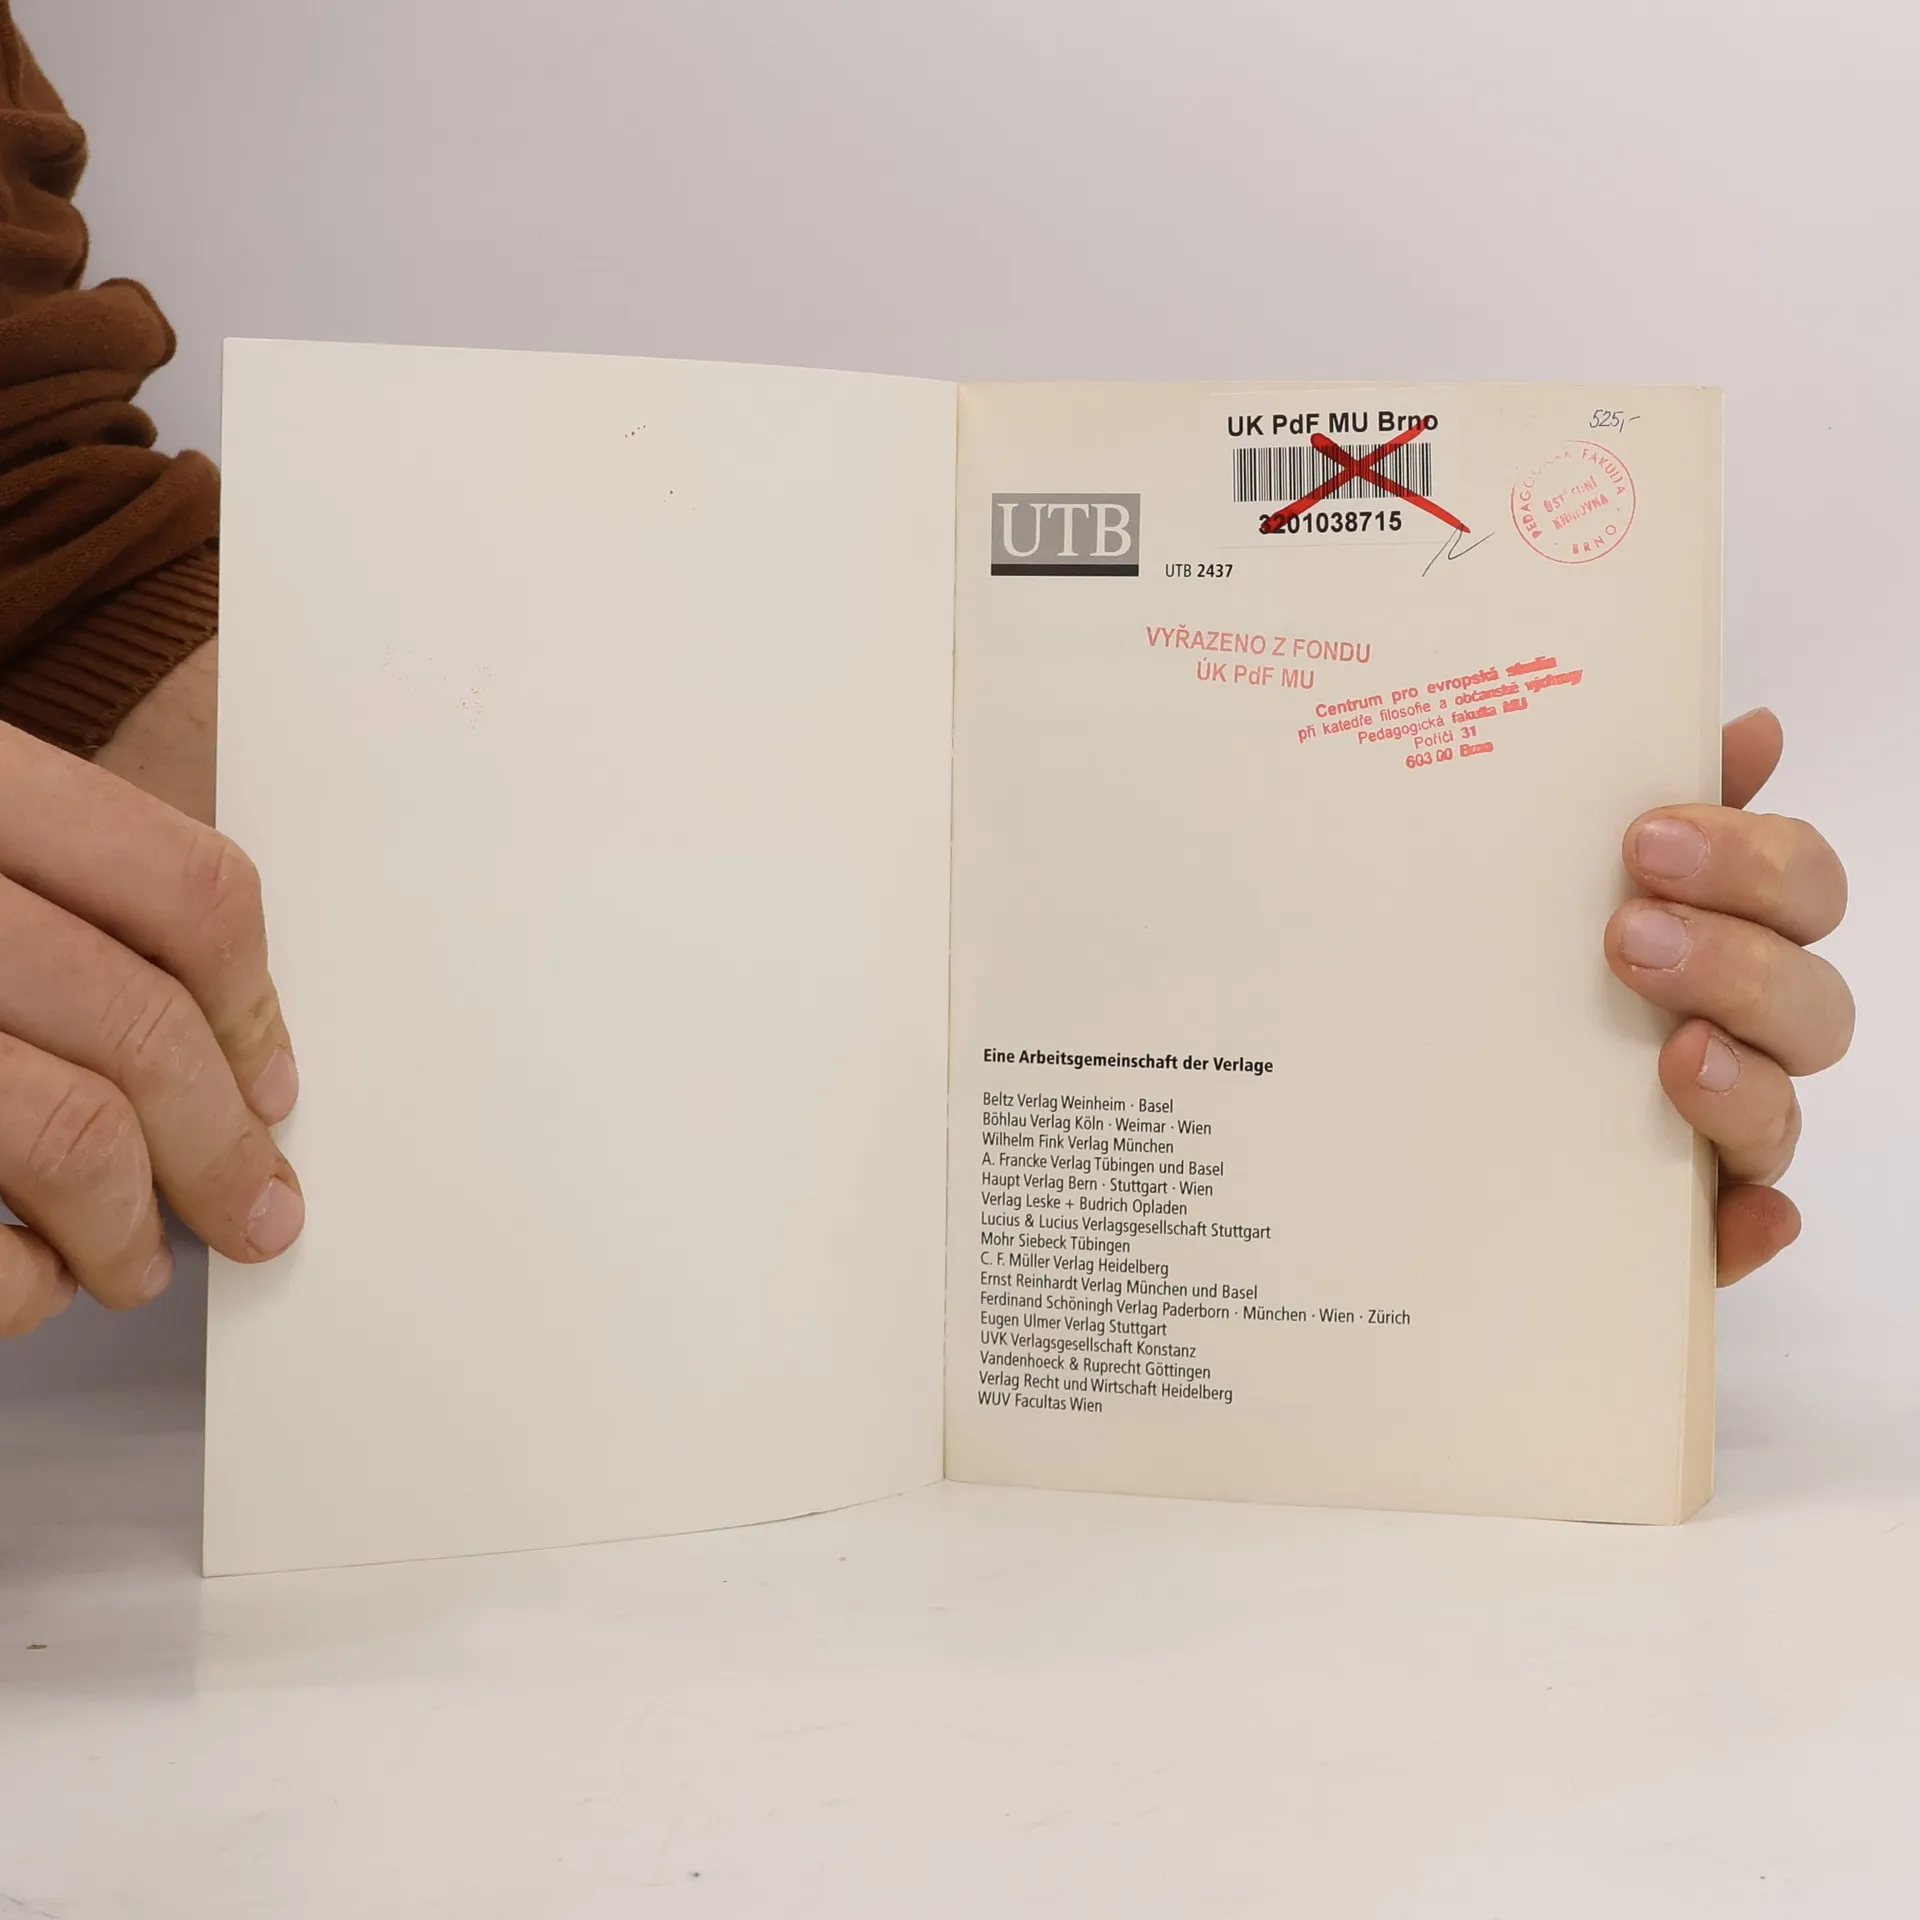 UK PdF MU Brno
3201038715
525,-
PEDAGOGICKÁ FAKULTA
ÚSTŘEDNÍ
KNIHOVNA
BRNO
UTB
UTB 2437
VYŘAZENO Z FONDU
ÚK PdF MU
Centrum pro evropská studia
při katedře filosofie a občanské výchovy
Pedagogická fakulta MU
Poříčí 31
603 00 Brno
Eine Arbeitsgemeinschaft der Verlage
Beltz Verlag Weinheim · Basel
Böhlau Verlag Köln · Weimar · Wien
Wilhelm Fink Verlag München
A. Francke Verlag Tübingen und Basel
Haupt Verlag Bern · Stuttgart · Wien
Verlag Leske + Budrich Opladen
Lucius & Lucius Verlagsgesellschaft Stuttgart
Mohr Siebeck Tübingen
C. F. Müller Verlag Heidelberg
Ernst Reinhardt Verlag München und Basel
Ferdinand Schöningh Verlag Paderborn · München · Wien · Zürich
Eugen Ulmer Verlag Stuttgart
UVK Verlagsgesellschaft Konstanz
Vandenhoeck & Ruprecht Göttingen
Verlag Recht und Wirtschaft Heidelberg
WUV Facultas Wien